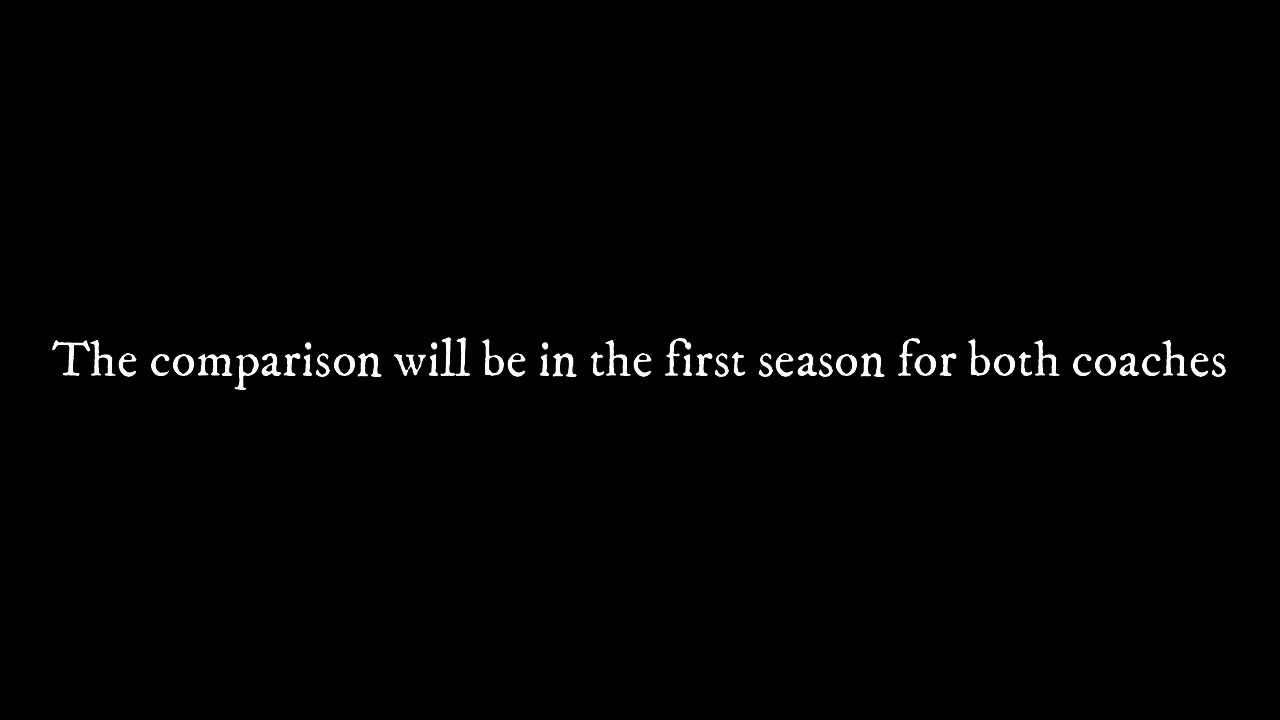 The comparison will be in the first season for both coaches